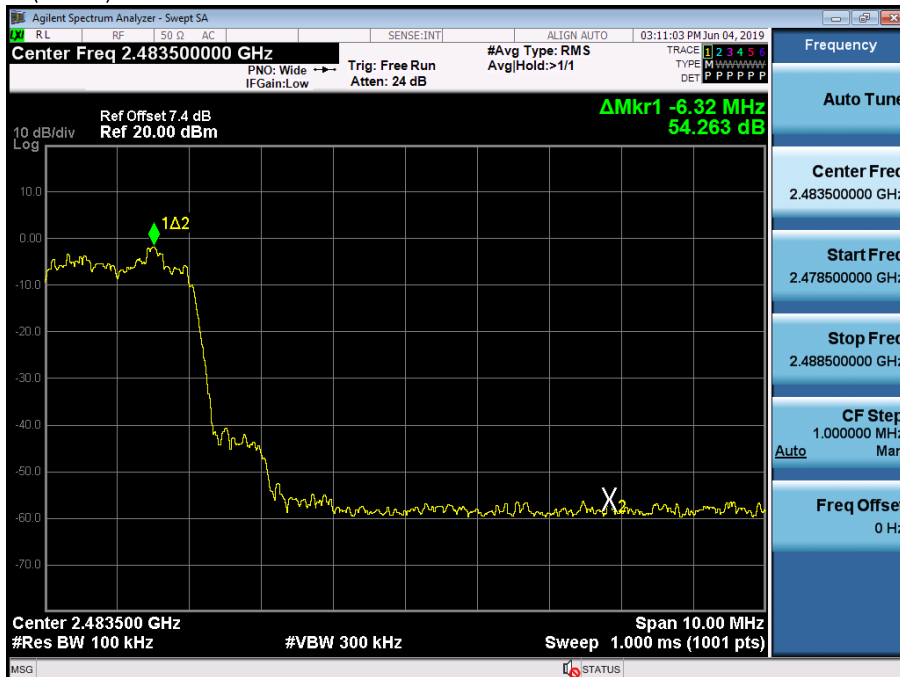 Agilent Spectrum Analyzer - Swept SA
LXI RL RF 50 Ω AC SENSE:INT ALIGN AUTO 03:11:03 PM Jun 04, 2019
Center Freq 2.483500000 GHz
PNO: Wide
IFGain:Low
Trig: Free Run
Atten: 24 dB
#Avg Type: RMS
Avg|Hold:>1/1
TRACE 1 2 3 4 5 6
TYPE M WWWWW
DET P P P P P P
Frequency
Ref Offset 7.4 dB
10 dB/div Ref 20.00 dBm
Log
ΔMkr1 -6.32 MHz
54.263 dB
10.0
0.00
-10.0
-20.0
-30.0
-40.0
-50.0
-60.0
-70.0
1Δ2
X2
Center 2.483500 GHz Span 10.00 MHz
#Res BW 100 kHz #VBW 300 kHz Sweep 1.000 ms (1001 pts)
Auto Tune
Center Freq
2.483500000 GHz
Start Freq
2.478500000 GHz
Stop Freq
2.488500000 GHz
CF Step
1.000000 MHz
Auto Man
Freq Offset
0 Hz
MSG STATUS